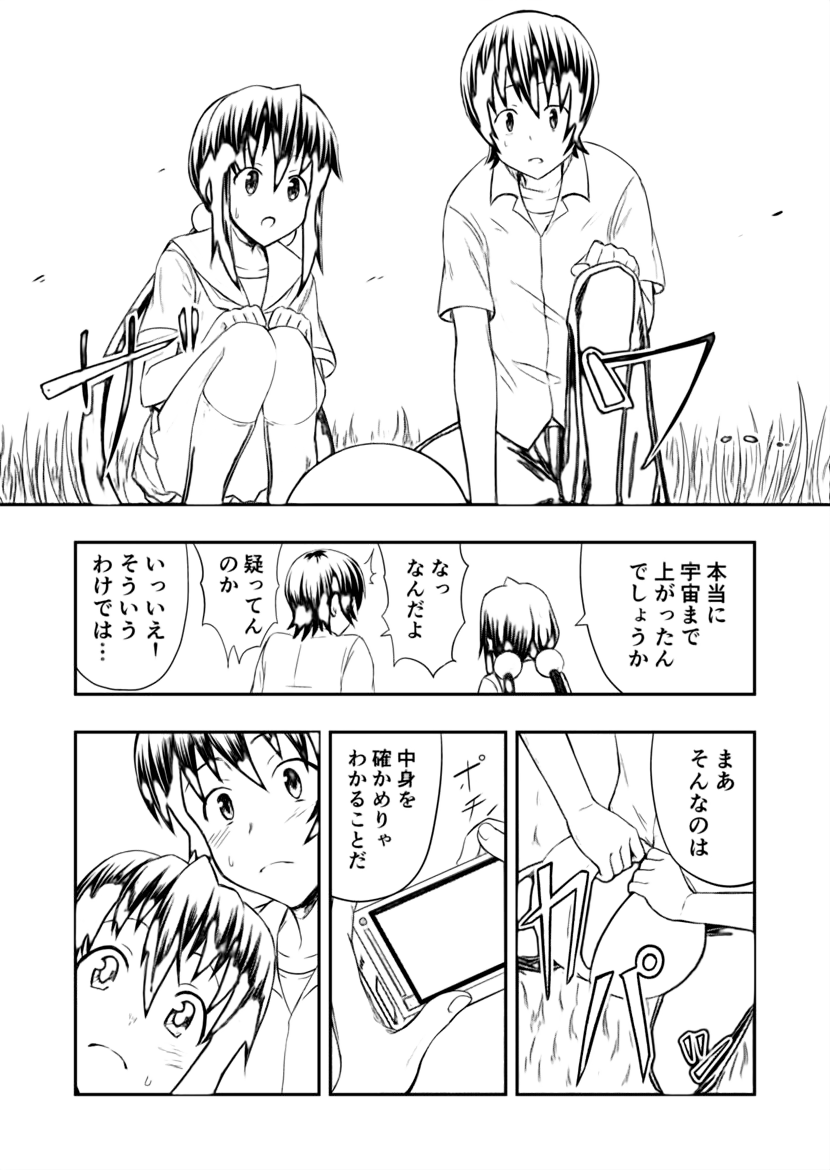 ザッ
本当に
宇宙まで
上がったん
でしょうか
なっ
なんだよ
疑ってん
のか
いっいえ!
そういう
わけでは…
まあ
そんなのは
パカッ
ポチ
中身を
確かめりゃ
わかることだ